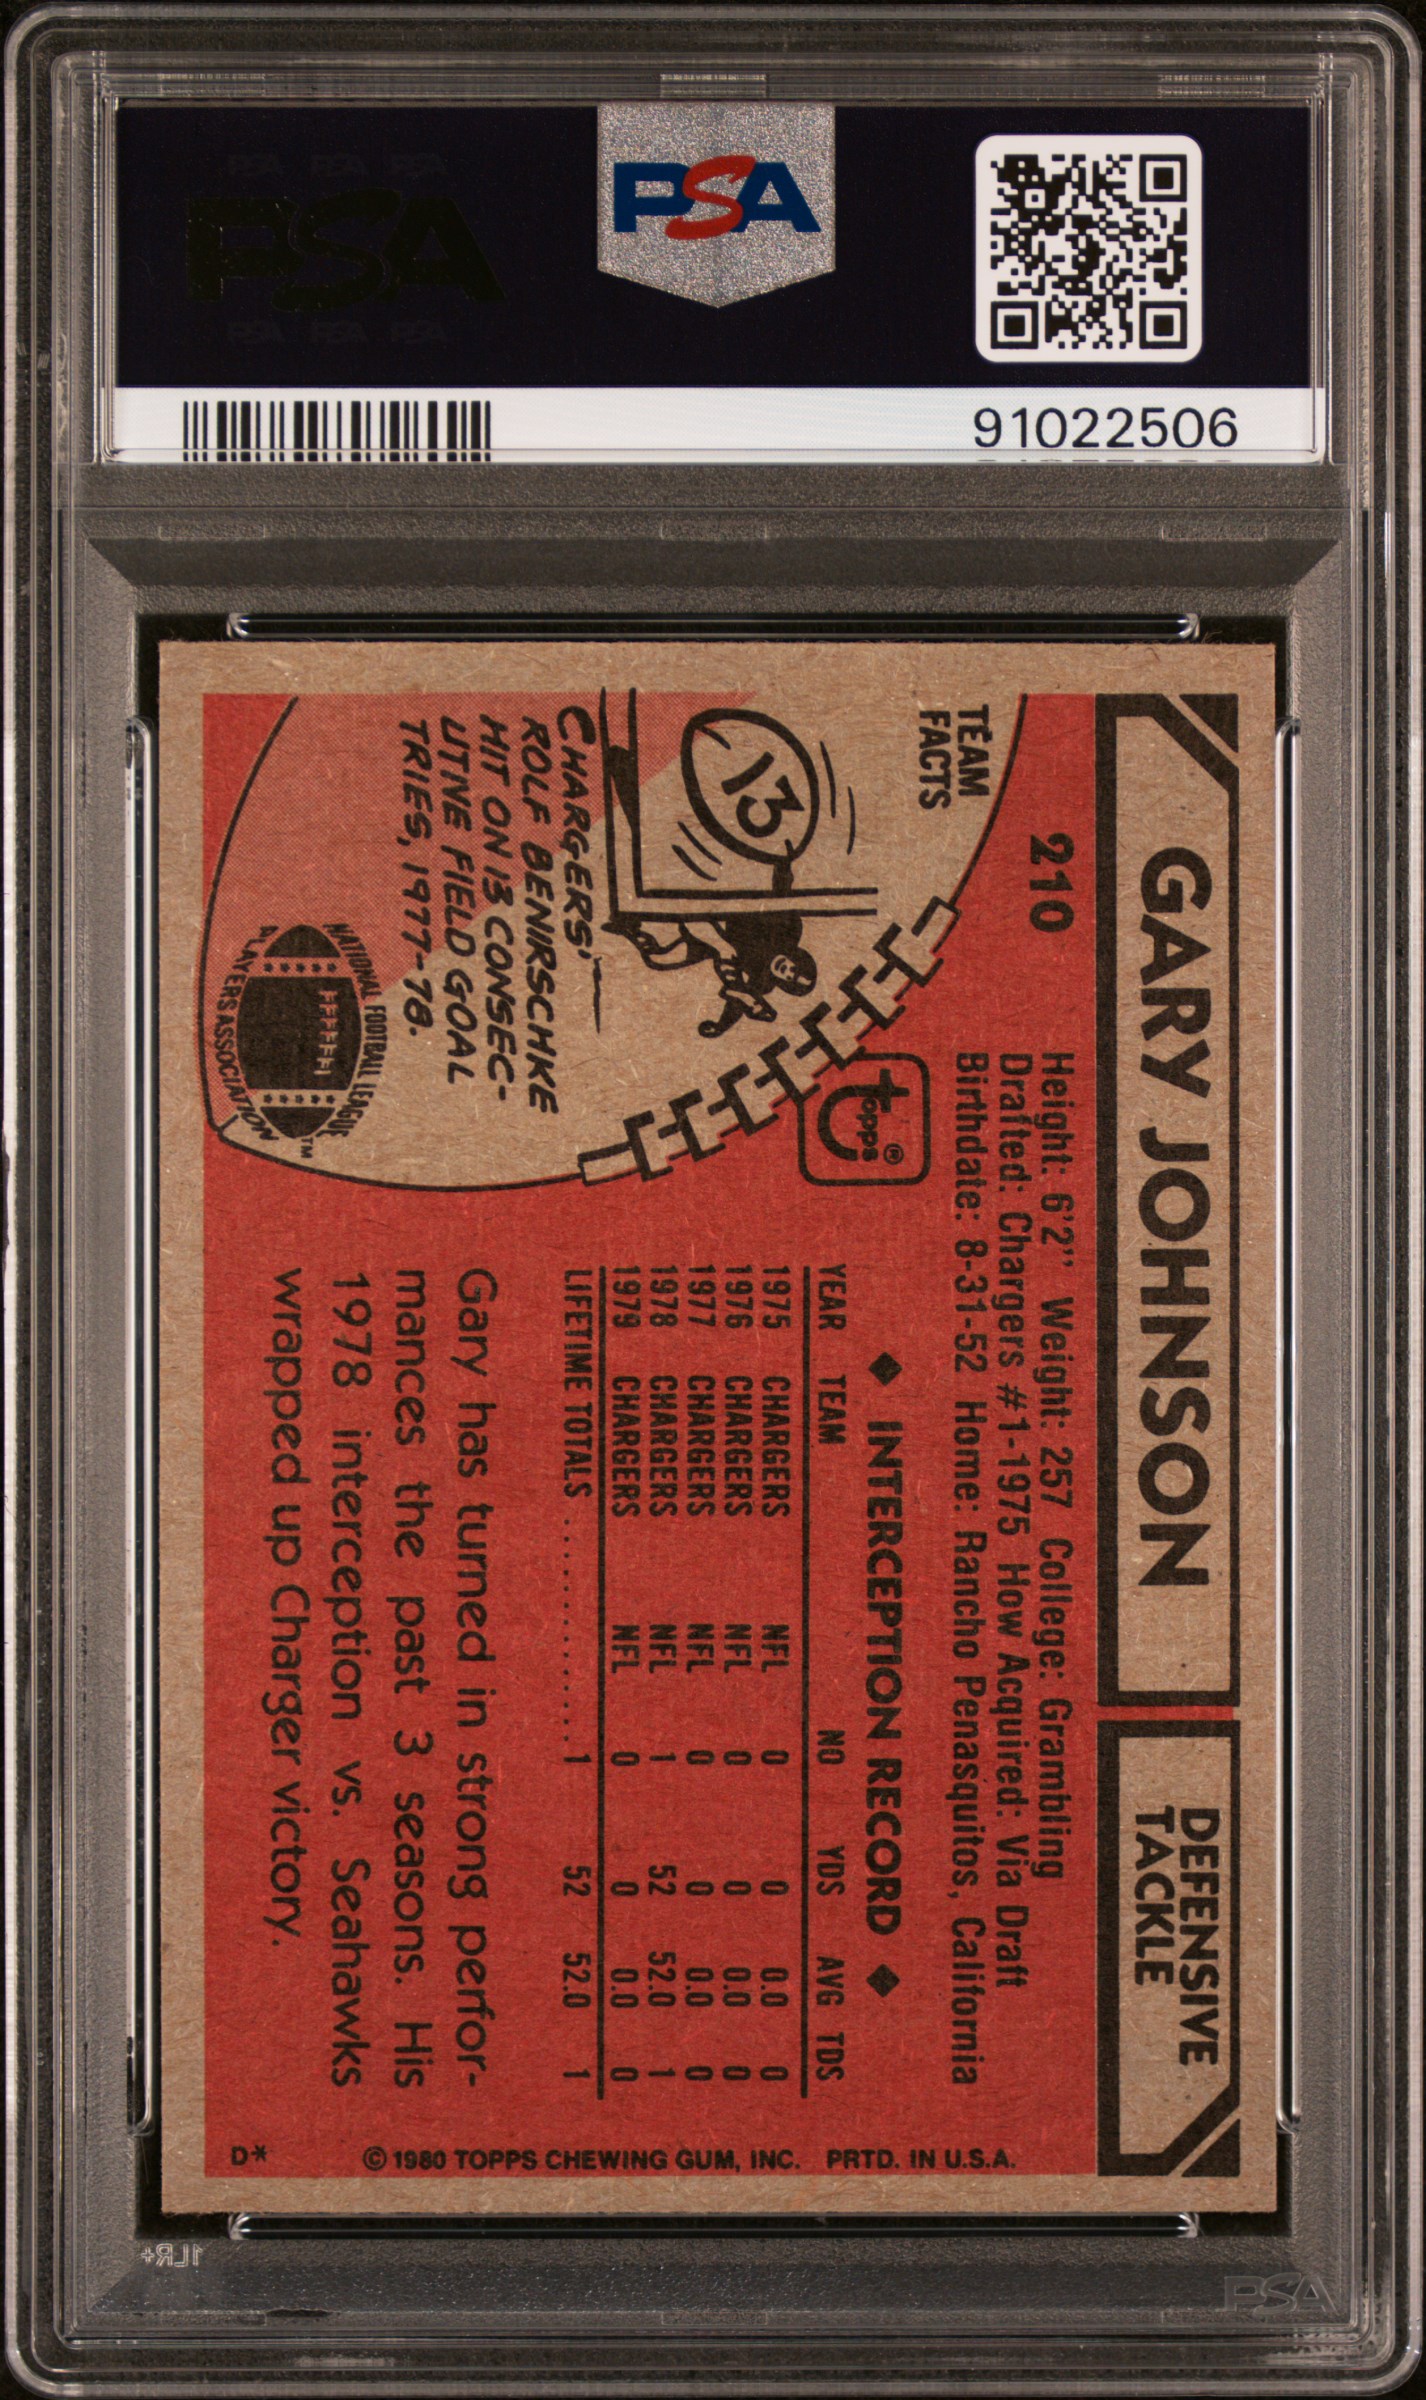 PSA
PSA
91022506
GARY JOHNSON
DEFENSIVE
TACKLE
210
Height: 6'2" Weight: 257 College: Grambling
Drafted: Chargers #1-1975 How Acquired: Via Draft
Birthdate: 8-31-52 Home: Rancho Penasquitos, California
TEAM
FACTS
13
CHARGERS'
ROLF BENIRSCHKE
HIT ON 13 CONSEC-
UTINE FIELD GOAL
TRIES, 1977-78.
NATIONAL FOOTBALL LEAGUE
PLAYERS ASSOCIATION
TM
topps®
◆ INTERCEPTION RECORD ◆
YEAR TEAM NO YDS AVG TDS
1975 CHARGERS NFL 0 0 0.0 0
1976 CHARGERS NFL 0 0 0.0 0
1977 CHARGERS NFL 0 0 0.0 0
1978 CHARGERS NFL 1 52 52.0 1
1979 CHARGERS NFL 0 0 0.0 0
LIFETIME TOTALS ............ 1 52 52.0 1
Gary has turned in strong perfor-
mances the past 3 seasons. His
1978 interception vs. Seahawks
wrapped up Charger victory.
D* © 1980 TOPPS CHEWING GUM, INC. PRTD. IN U.S.A.
1LR+
PSA